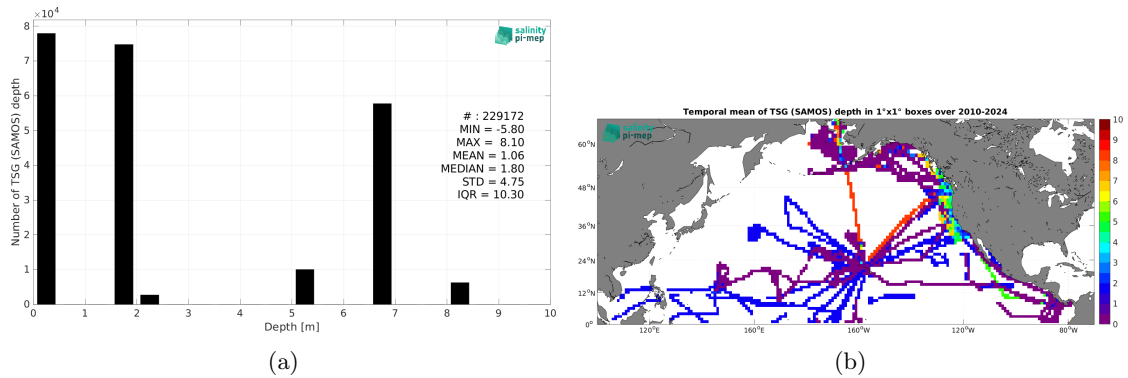 ×10⁴
8
7
6
5
4
3
2
1
0
Number of TSG (SAMOS) depth
0 1 2 3 4 5 6 7 8 9 10
Depth [m]
salinity
pi-mep
# : 229172
MIN = -5.80
MAX = 8.10
MEAN = 1.06
MEDIAN = 1.80
STD = 4.75
IQR = 10.30
(a)
Temporal mean of TSG (SAMOS) depth in 1°x1° boxes over 2010-2024
salinity
pi-mep
60°N
48°N
36°N
24°N
12°N
0°
120°E 160°E 160°W 120°W 80°W
10
9
8
7
6
5
4
3
2
1
0
(b)